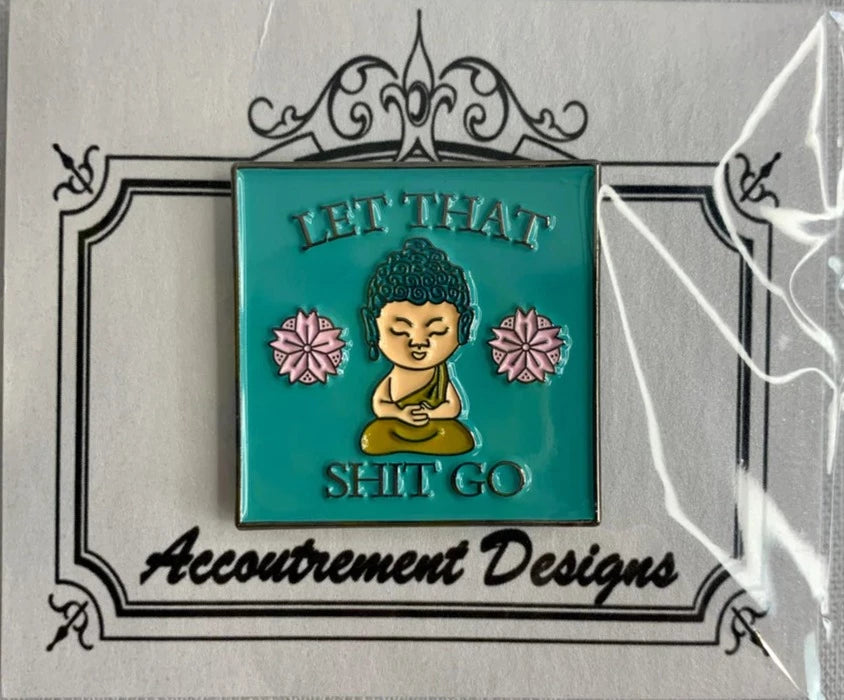 LET THAT
SHIT GO
Accoutrement Designs